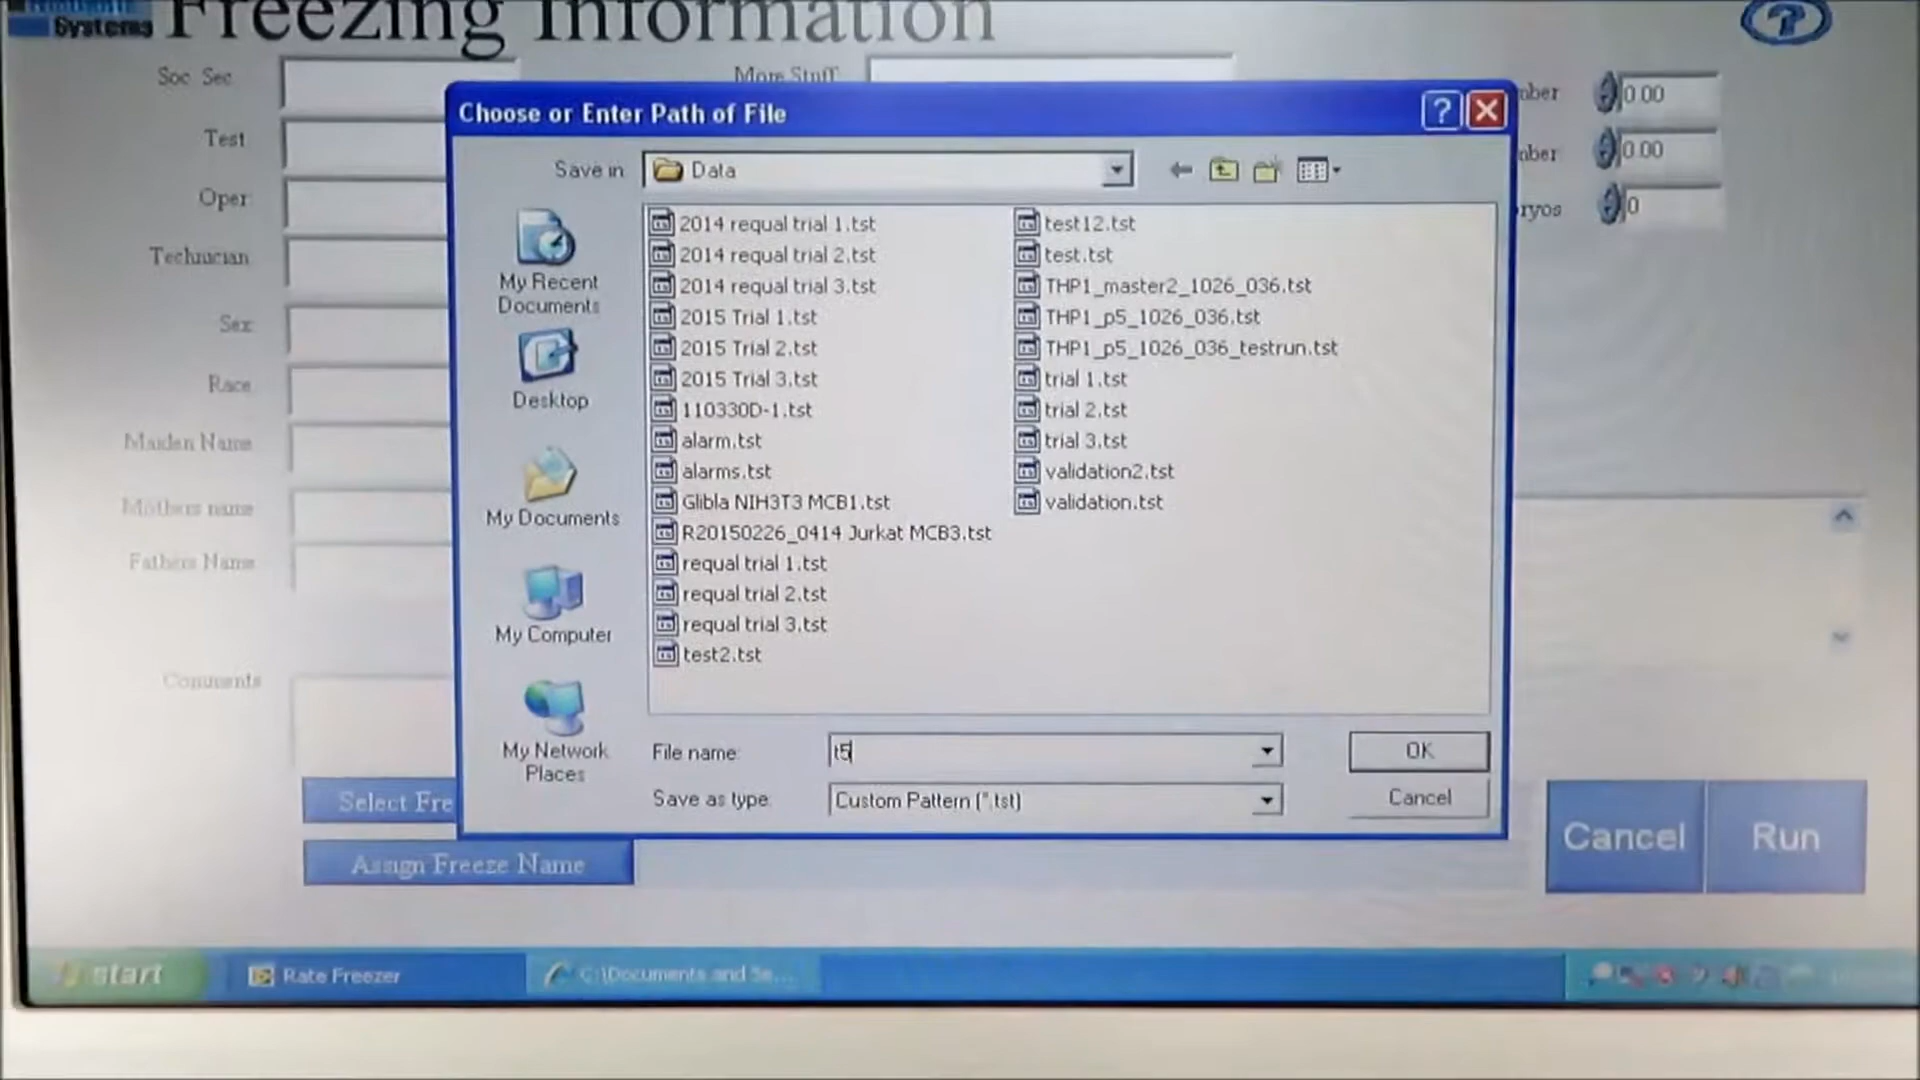 Systems Freezing Information
Soc Sec
More Stuff
Test
Oper
Technician
Sex
Race
Maiden Name
Mothers name
Fathers Name
Comments
0.00
0.00
0
Choose or Enter Path of File
Save in
Data
My Recent
Documents
Desktop
My Documents
My Computer
My Network
Places
2014 requal trial 1.tst
2014 requal trial 2.tst
2014 requal trial 3.tst
2015 Trial 1.tst
2015 Trial 2.tst
2015 Trial 3.tst
110330D-1.tst
alarm.tst
alarms.tst
Glibla NIH3T3 MCB1.tst
R20150226_0414 Jurkat MCB3.tst
requal trial 1.tst
requal trial 2.tst
requal trial 3.tst
test2.tst
test12.tst
test.tst
THP1_master2_1026_036.tst
THP1_p5_1026_036.tst
THP1_p5_1026_036_testrun.tst
trial 1.tst
trial 2.tst
trial 3.tst
validation2.tst
validation.tst
File name: t5
OK
Save as type: Custom Pattern (*.tst)
Cancel
Select Fre
Assign Freeze Name
Cancel
Run
start
Rate Freezer
C:\Documents and Se...